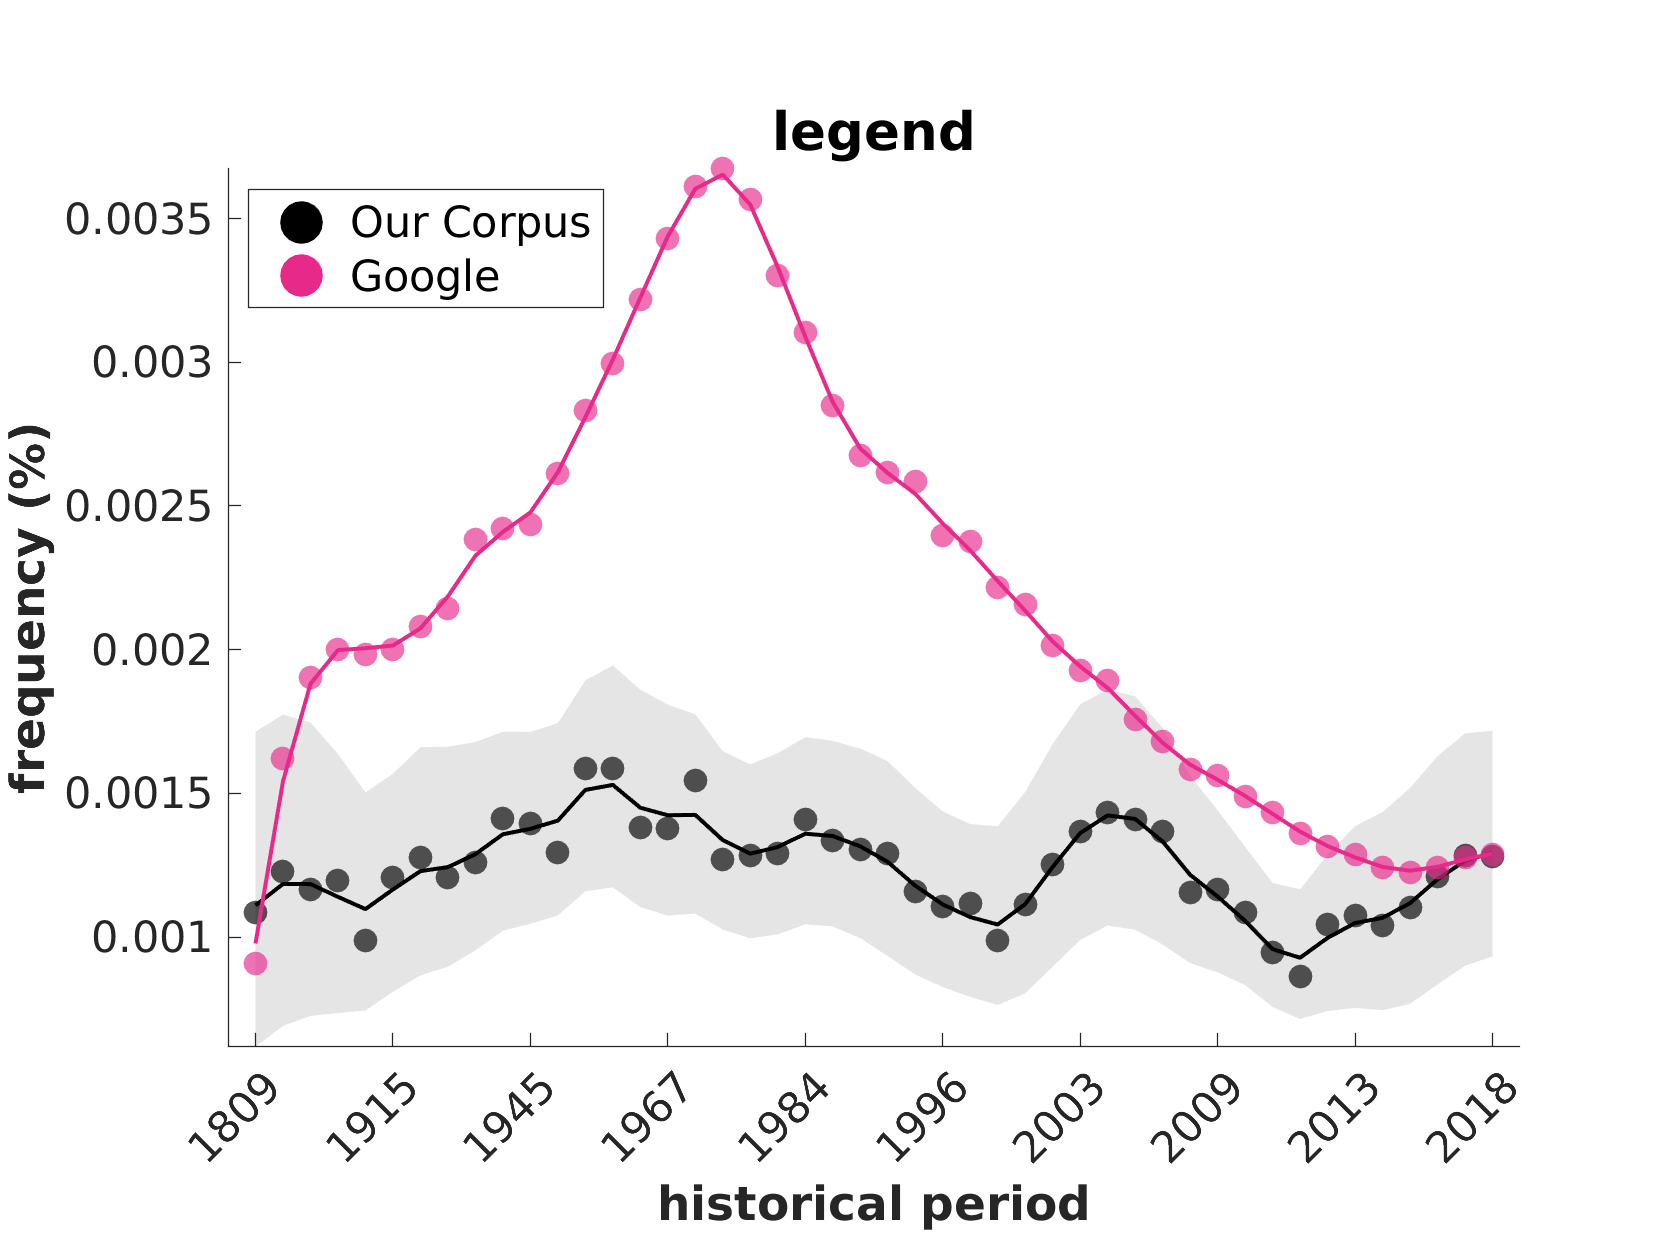 legend
Our Corpus
Google
frequency (%)
0.0035
0.003
0.0025
0.002
0.0015
0.001
1809 1915 1945 1967 1984 1996 2003 2009 2013 2018
historical period